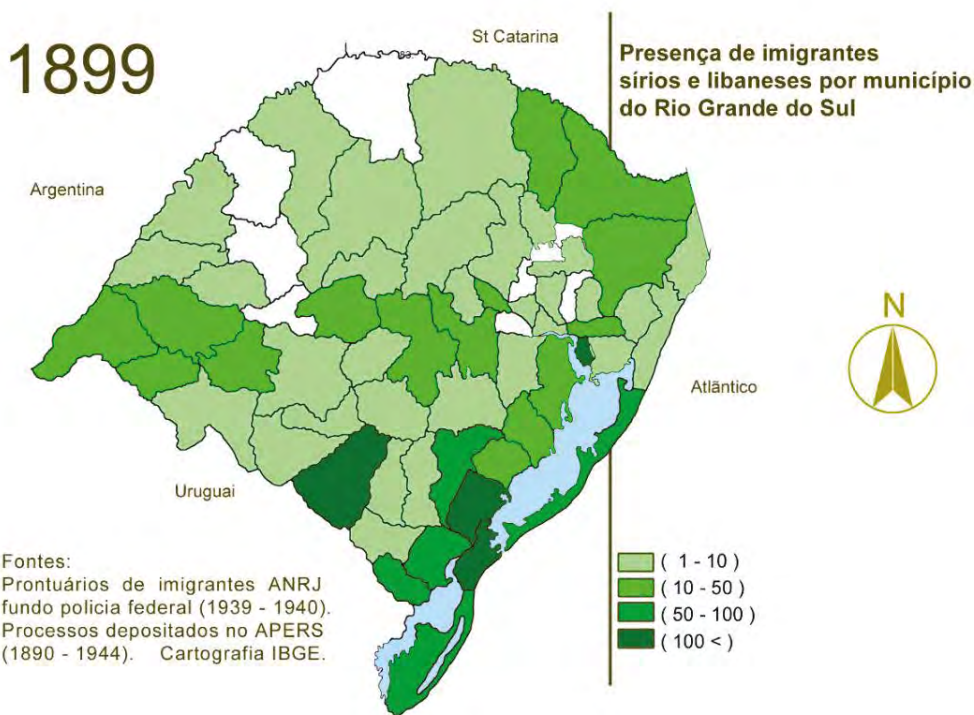 1899
St Catarina
Presença de imigrantes
sírios e libaneses por município
do Rio Grande do Sul
Argentina
N
Atlântico
Uruguai
Fontes:
Prontuários de imigrantes ANRJ
fundo policia federal (1939 - 1940).
Processos depositados no APERS
(1890 - 1944). Cartografia IBGE.
( 1 - 10 )
( 10 - 50 )
( 50 - 100 )
( 100 < )